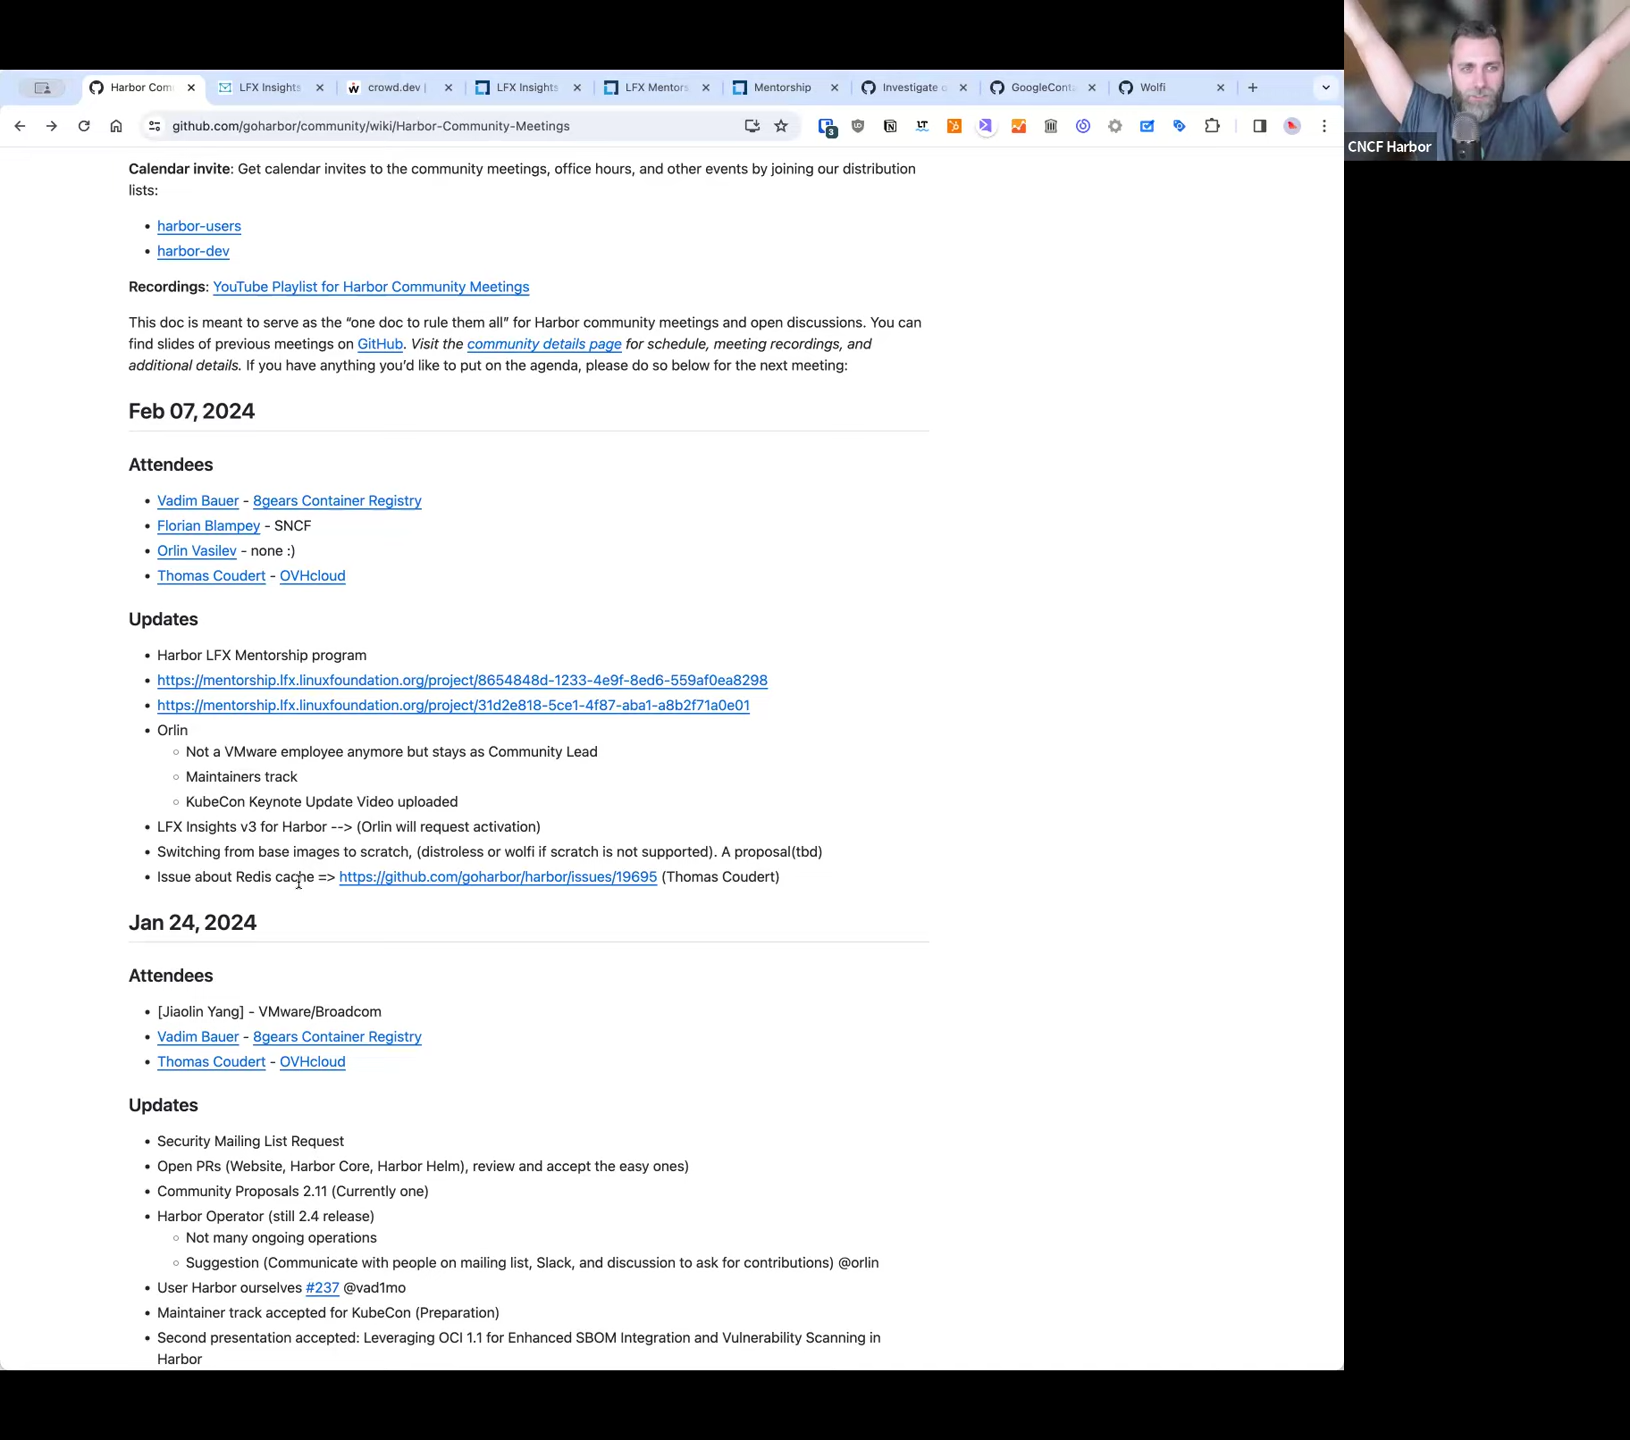 Harbor Com
LFX Insights
crowd.dev |
LFX Insights
LFX Mentors
Mentorship
Investigate o
GoogleConta
Wolfi
github.com/goharbor/community/wiki/Harbor-Community-Meetings
3
CNCF Harbor
Calendar invite: Get calendar invites to the community meetings, office hours, and other events by joining our distribution
lists:
• harbor-users
• harbor-dev
Recordings: YouTube Playlist for Harbor Community Meetings
This doc is meant to serve as the “one doc to rule them all” for Harbor community meetings and open discussions. You can
find slides of previous meetings on GitHub. Visit the community details page for schedule, meeting recordings, and
additional details. If you have anything you’d like to put on the agenda, please do so below for the next meeting:
Feb 07, 2024
Attendees
• Vadim Bauer - 8gears Container Registry
• Florian Blampey - SNCF
• Orlin Vasilev - none :)
• Thomas Coudert - OVHcloud
Updates
• Harbor LFX Mentorship program
• https://mentorship.lfx.linuxfoundation.org/project/8654848d-1233-4e9f-8ed6-559af0ea8298
• https://mentorship.lfx.linuxfoundation.org/project/31d2e818-5ce1-4f87-aba1-a8b2f71a0e01
• Orlin
◦ Not a VMware employee anymore but stays as Community Lead
◦ Maintainers track
◦ KubeCon Keynote Update Video uploaded
• LFX Insights v3 for Harbor --> (Orlin will request activation)
• Switching from base images to scratch, (distroless or wolfi if scratch is not supported). A proposal(tbd)
• Issue about Redis cache => https://github.com/goharbor/harbor/issues/19695 (Thomas Coudert)
Jan 24, 2024
Attendees
• [Jiaolin Yang] - VMware/Broadcom
• Vadim Bauer - 8gears Container Registry
• Thomas Coudert - OVHcloud
Updates
• Security Mailing List Request
• Open PRs (Website, Harbor Core, Harbor Helm), review and accept the easy ones)
• Community Proposals 2.11 (Currently one)
• Harbor Operator (still 2.4 release)
◦ Not many ongoing operations
◦ Suggestion (Communicate with people on mailing list, Slack, and discussion to ask for contributions) @orlin
• User Harbor ourselves #237 @vad1mo
• Maintainer track accepted for KubeCon (Preparation)
• Second presentation accepted: Leveraging OCI 1.1 for Enhanced SBOM Integration and Vulnerability Scanning in
Harbor